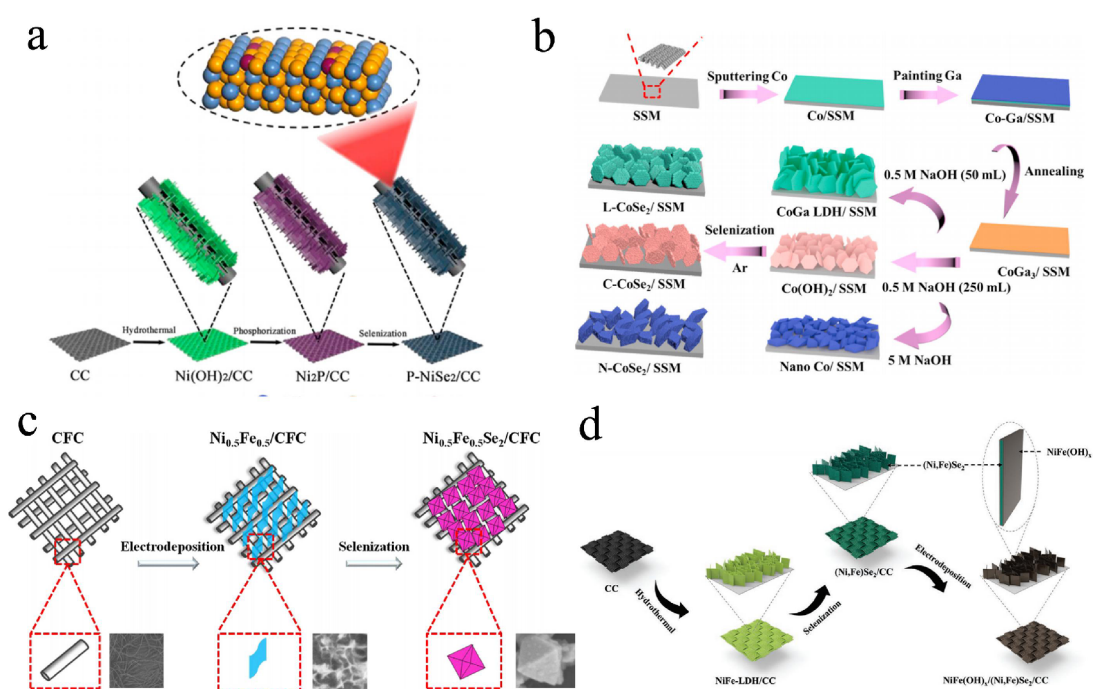 a
Hydrothermal
Phosphorization
Selenization
CC
Ni(OH)₂/CC
Ni₂P/CC
P-NiSe₂/CC
b
Sputtering Co
Painting Ga
SSM
Co/SSM
Co-Ga/SSM
0.5 M NaOH (50 mL)
Annealing
L-CoSe₂/ SSM
CoGa LDH/ SSM
Selenization
Ar
CoGa₃/ SSM
C-CoSe₂/ SSM
Co(OH)₂/ SSM
0.5 M NaOH (250 mL)
5 M NaOH
N-CoSe₂/ SSM
Nano Co/ SSM
c
CFC
Ni₀.₅Fe₀.₅/CFC
Ni₀.₅Fe₀.₅Se₂/CFC
Electrodeposition
Selenization
d
NiFe(OH)ₓ
(Ni,Fe)Se₂
CC
Hydrothermal
NiFe-LDH/CC
Selenization
(Ni,Fe)Se₂/CC
Electrodeposition
NiFe(OH)ₓ/(Ni,Fe)Se₂/CC